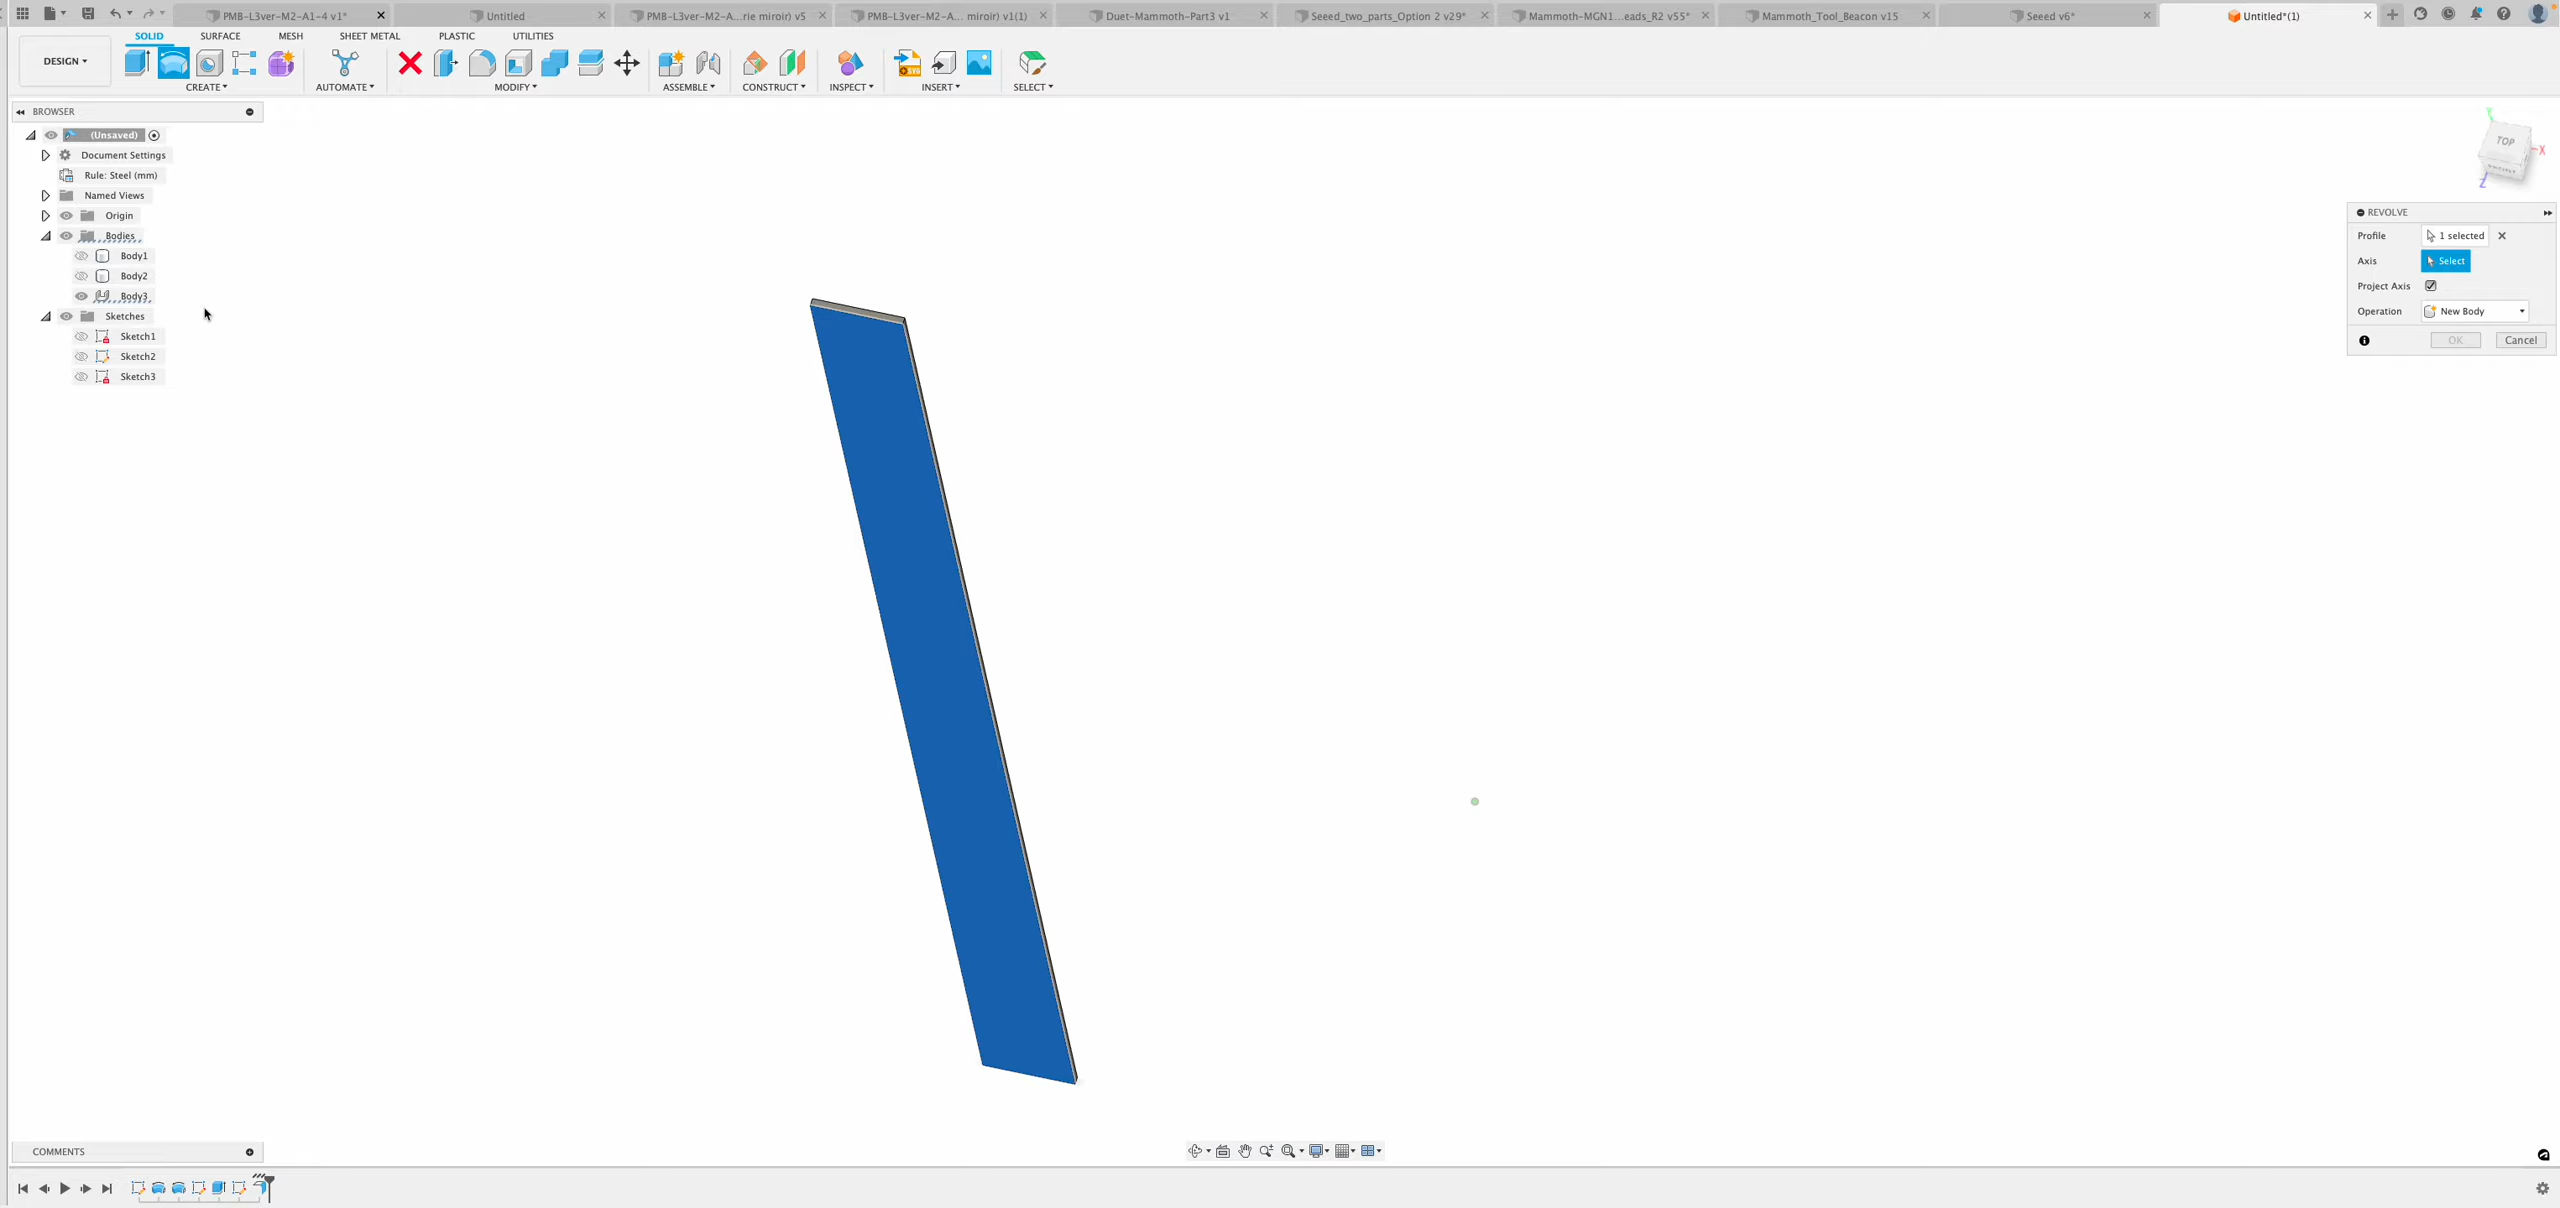 PMB-L3ver-M2-A1-4 v1*
Untitled
PMB-L3ver-M2-A...rie miroir) v5
PMB-L3ver-M2-A... miroir) v1(1)
Duet-Mammoth-Part3 v1
Seeed_two_parts_Option 2 v29*
Mammoth-MGN1...eads_R2 v55*
Mammoth_Tool_Beacon v15
Seeed v6*
Untitled*(1)
SOLID
SURFACE
MESH
SHEET METAL
PLASTIC
UTILITIES
DESIGN
CREATE
AUTOMATE
MODIFY
ASSEMBLE
CONSTRUCT
INSPECT
INSERT
SELECT
BROWSER
(Unsaved)
Document Settings
Rule: Steel (mm)
Named Views
Origin
Bodies
Body1
Body2
Body3
Sketches
Sketch1
Sketch2
Sketch3
Y
TOP
X
Z
REVOLVE
Profile
1 selected
Axis
Select
Project Axis
Operation
New Body
OK
Cancel
COMMENTS